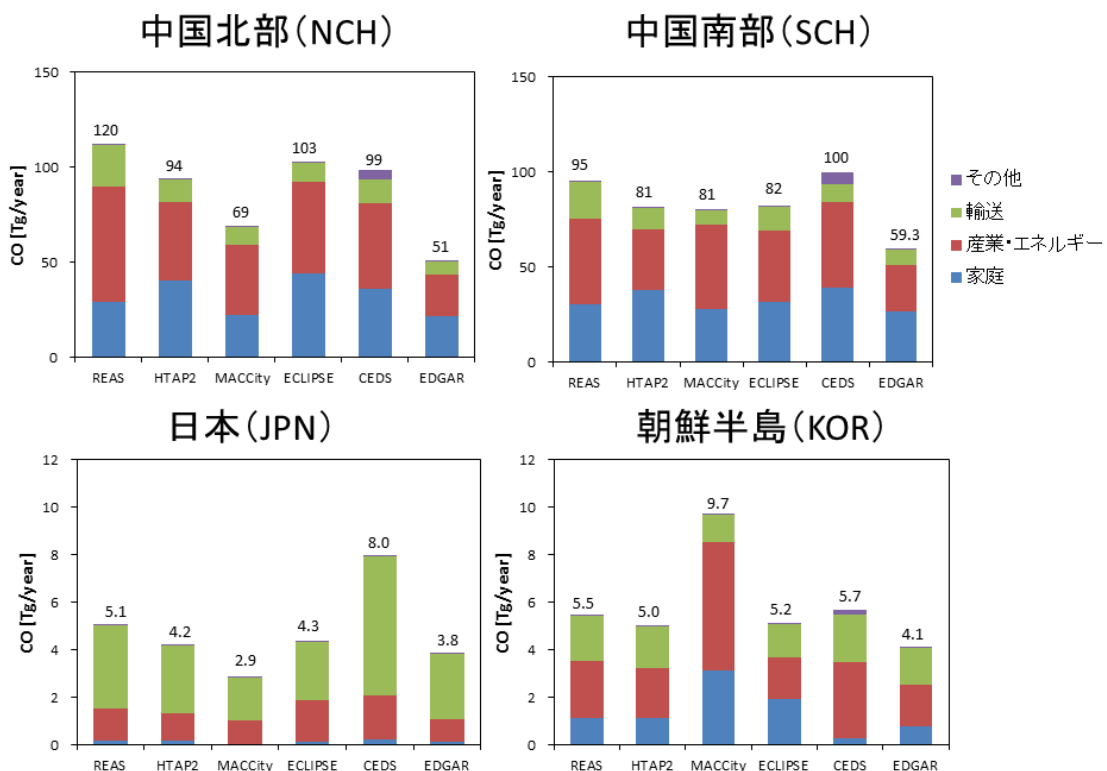 中国北部(NCH)
150
100
50
0
CO [Tg/year]
120
94
69
103
99
51
REAS HTAP2 MACCity ECLIPSE CEDS EDGAR
中国南部(SCH)
150
100
50
0
CO [Tg/year]
95
81
81
82
100
59.3
REAS HTAP2 MACCity ECLIPSE CEDS EDGAR
その他
輸送
産業・エネルギー
家庭
日本(JPN)
12
10
8
6
4
2
0
CO [Tg/year]
5.1
4.2
2.9
4.3
8.0
3.8
REAS HTAP2 MACCity ECLIPSE CEDS EDGAR
朝鮮半島(KOR)
12
10
8
6
4
2
0
CO [Tg/year]
5.5
5.0
9.7
5.2
5.7
4.1
REAS HTAP2 MACCity ECLIPSE CEDS EDGAR